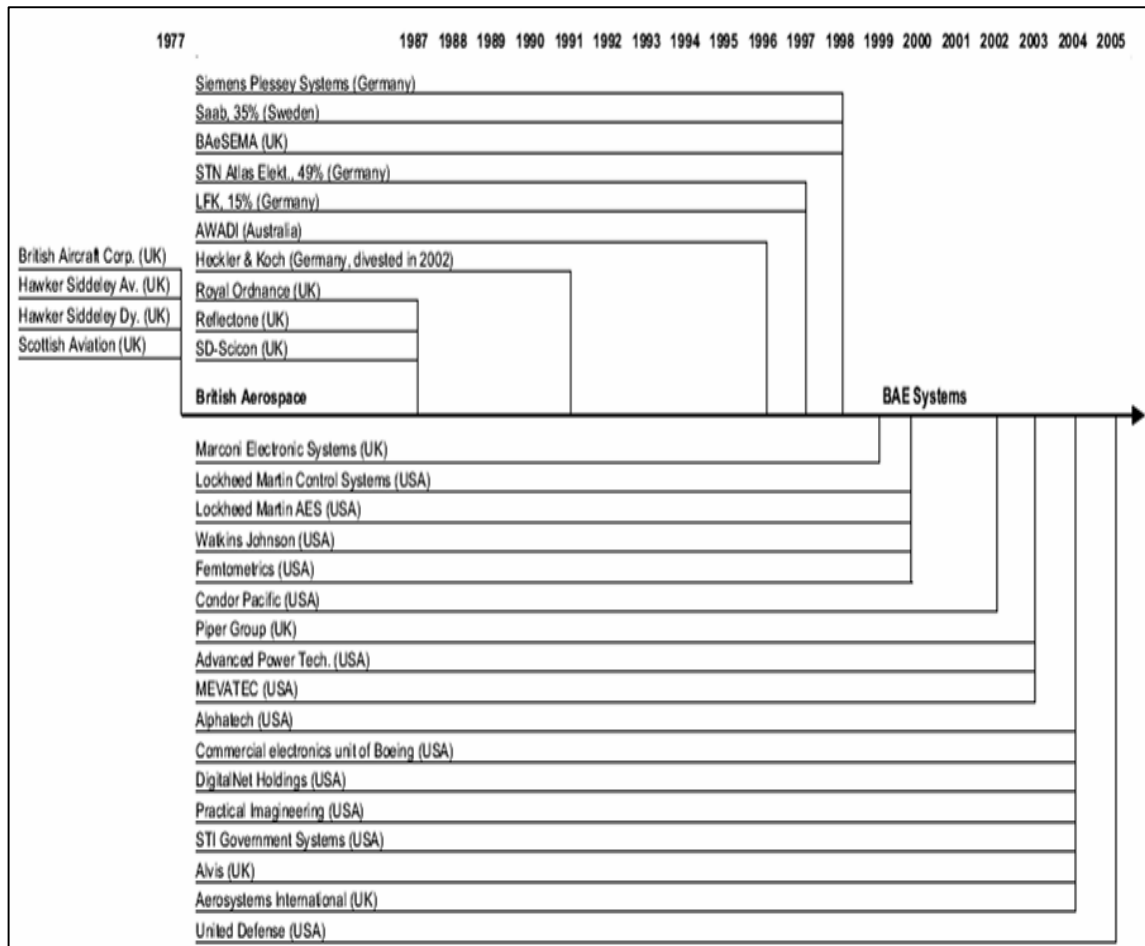 1977 1987 1988 1989 1990 1991 1992 1993 1994 1995 1996 1997 1998 1999 2000 2001 2002 2003 2004 2005
Siemens Plessey Systems (Germany)
Saab, 35% (Sweden)
BAeSEMA (UK)
STN Atlas Elekt., 49% (Germany)
LFK, 15% (Germany)
AWADI (Australia)
British Aircraft Corp. (UK)
Heckler & Koch (Germany, divested in 2002)
Hawker Siddeley Av. (UK)
Royal Ordnance (UK)
Hawker Siddeley Dy. (UK)
Reflectone (UK)
Scottish Aviation (UK)
SD-Scicon (UK)
British Aerospace BAE Systems
Marconi Electronic Systems (UK)
Lockheed Martin Control Systems (USA)
Lockheed Martin AES (USA)
Watkins Johnson (USA)
Femtometrics (USA)
Condor Pacific (USA)
Piper Group (UK)
Advanced Power Tech. (USA)
MEVATEC (USA)
Alphatech (USA)
Commercial electronics unit of Boeing (USA)
DigitalNet Holdings (USA)
Practical Imagineering (USA)
STI Government Systems (USA)
Alvis (UK)
Aerosystems International (UK)
United Defense (USA)